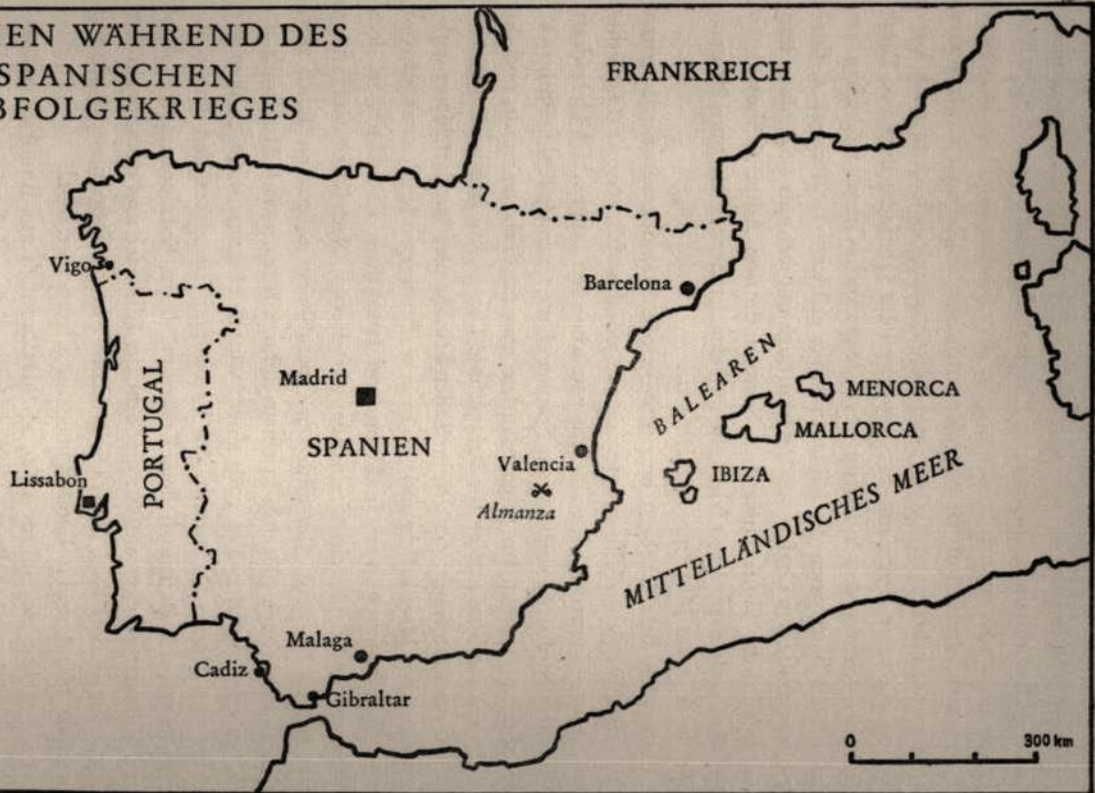 EN WÄHREND DES
SPANISCHEN
BFOLGEKRIEGES
FRANKREICH
Vigo
Barcelona
Madrid
SPANIEN
PORTUGAL
Lissabon
Valencia
Almanza
BALEAREN
MENORCA
MALLORCA
IBIZA
MITTELLÄNDISCHES MEER
Malaga
Cadiz
Gibraltar
0 300 km